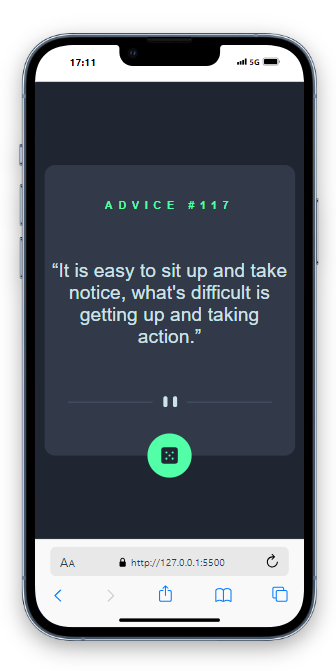 17:11
5G
ADVICE #117
“It is easy to sit up and take
notice, what's difficult is
getting up and taking
action.”
AA
http://127.0.0.1:5500